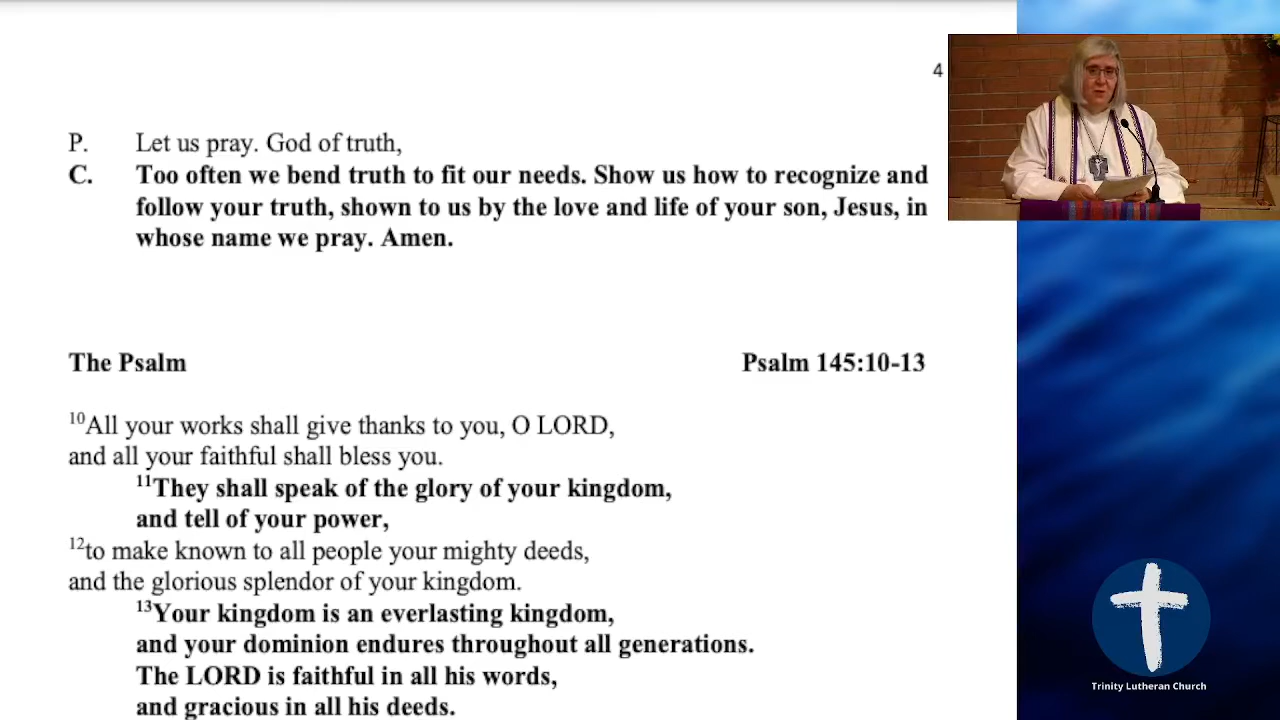 4
P. Let us pray. God of truth,
C. Too often we bend truth to fit our needs. Show us how to recognize and
follow your truth, shown to us by the love and life of your son, Jesus, in
whose name we pray. Amen.
The Psalm Psalm 145:10-13
10All your works shall give thanks to you, O LORD,
and all your faithful shall bless you.
11They shall speak of the glory of your kingdom,
and tell of your power,
12to make known to all people your mighty deeds,
and the glorious splendor of your kingdom.
13Your kingdom is an everlasting kingdom,
and your dominion endures throughout all generations.
The LORD is faithful in all his words,
and gracious in all his deeds.
Trinity Lutheran Church